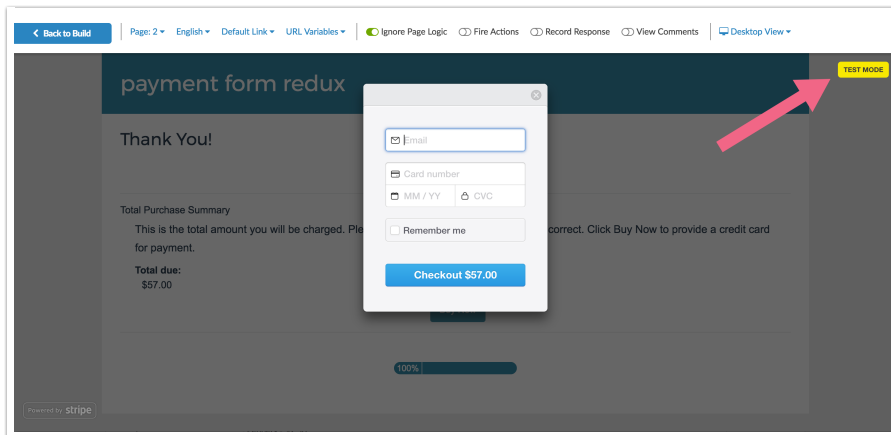 Back to Build
Page: 2
English
Default Link
URL Variables
Ignore Page Logic
Fire Actions
Record Response
View Comments
Desktop View
TEST MODE
payment form redux
Thank You!
Email
Card number
MM / YY
CVC
Remember me
Checkout $57.00
Total Purchase Summary
This is the total amount you will be charged. Ple
correct. Click Buy Now to provide a credit card
for payment.
Total due:
$57.00
100%
Powered by stripe